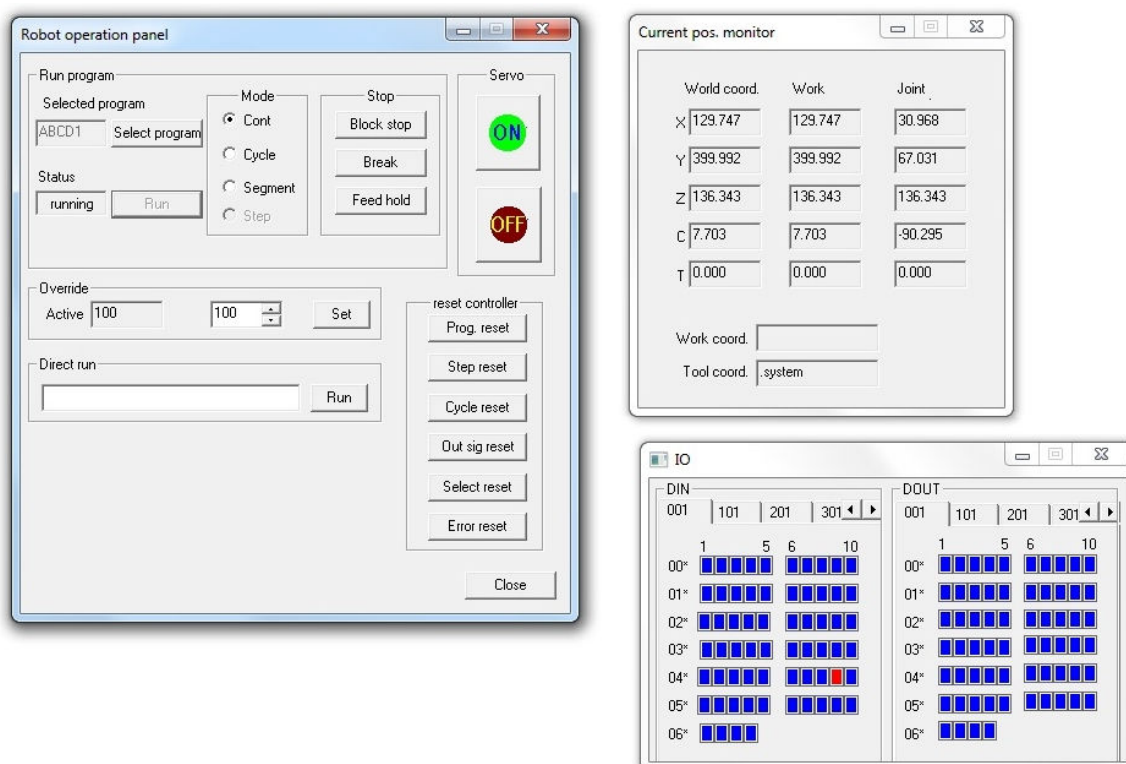 Robot operation panel
Run program
Selected program
ABCD1 Select program
Status
running Run
Mode
Cont
Cycle
Segment
Step
Stop
Block stop
Break
Feed hold
Servo
ON
OFF
Override
Active 100 100 Set
Direct run
Run
reset controller
Prog. reset
Step reset
Cycle reset
Out sig reset
Select reset
Error reset
Close
Current pos. monitor
World coord. Work Joint
X 129.747 129.747 30.968
Y 399.992 399.992 67.031
Z 136.343 136.343 136.343
C 7.703 7.703 -90.295
T 0.000 0.000 0.000
Work coord.
Tool coord. .system
IO
DIN
001 101 201 301
1 5 6 10
00*
01*
02*
03*
04*
05*
06*
DOUT
001 101 201 301
1 5 6 10
00*
01*
02*
03*
04*
05*
06*